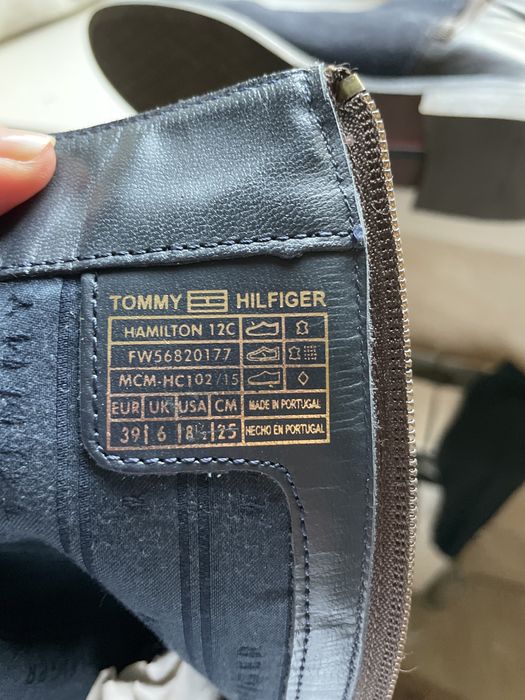 TOMMY HILFIGER
HAMILTON 12C
FW56820177
MCM-HC102/15
EUR UK USA CM MADE IN PORTUGAL
39 6 8½ 25 HECHO EN PORTUGAL